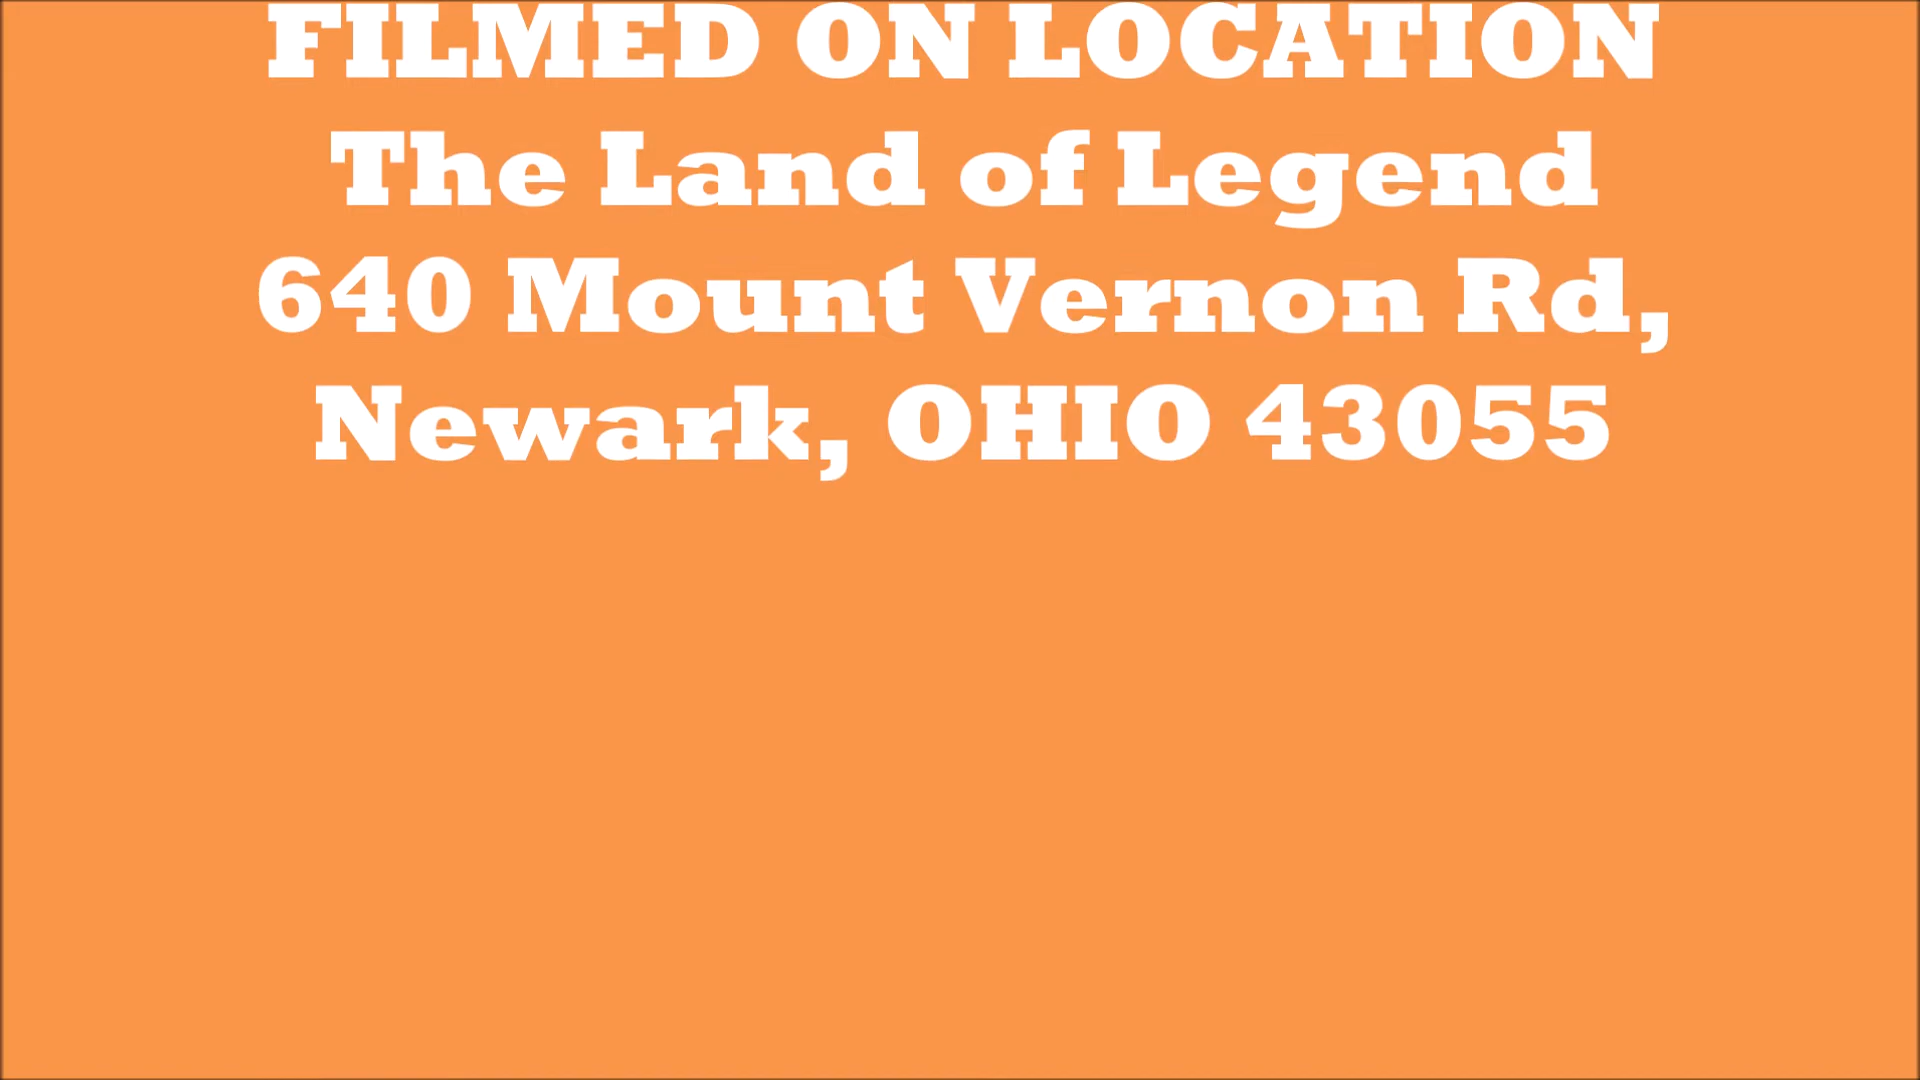 FILMED ON LOCATION
The Land of Legend
640 Mount Vernon Rd,
Newark, OHIO 43055